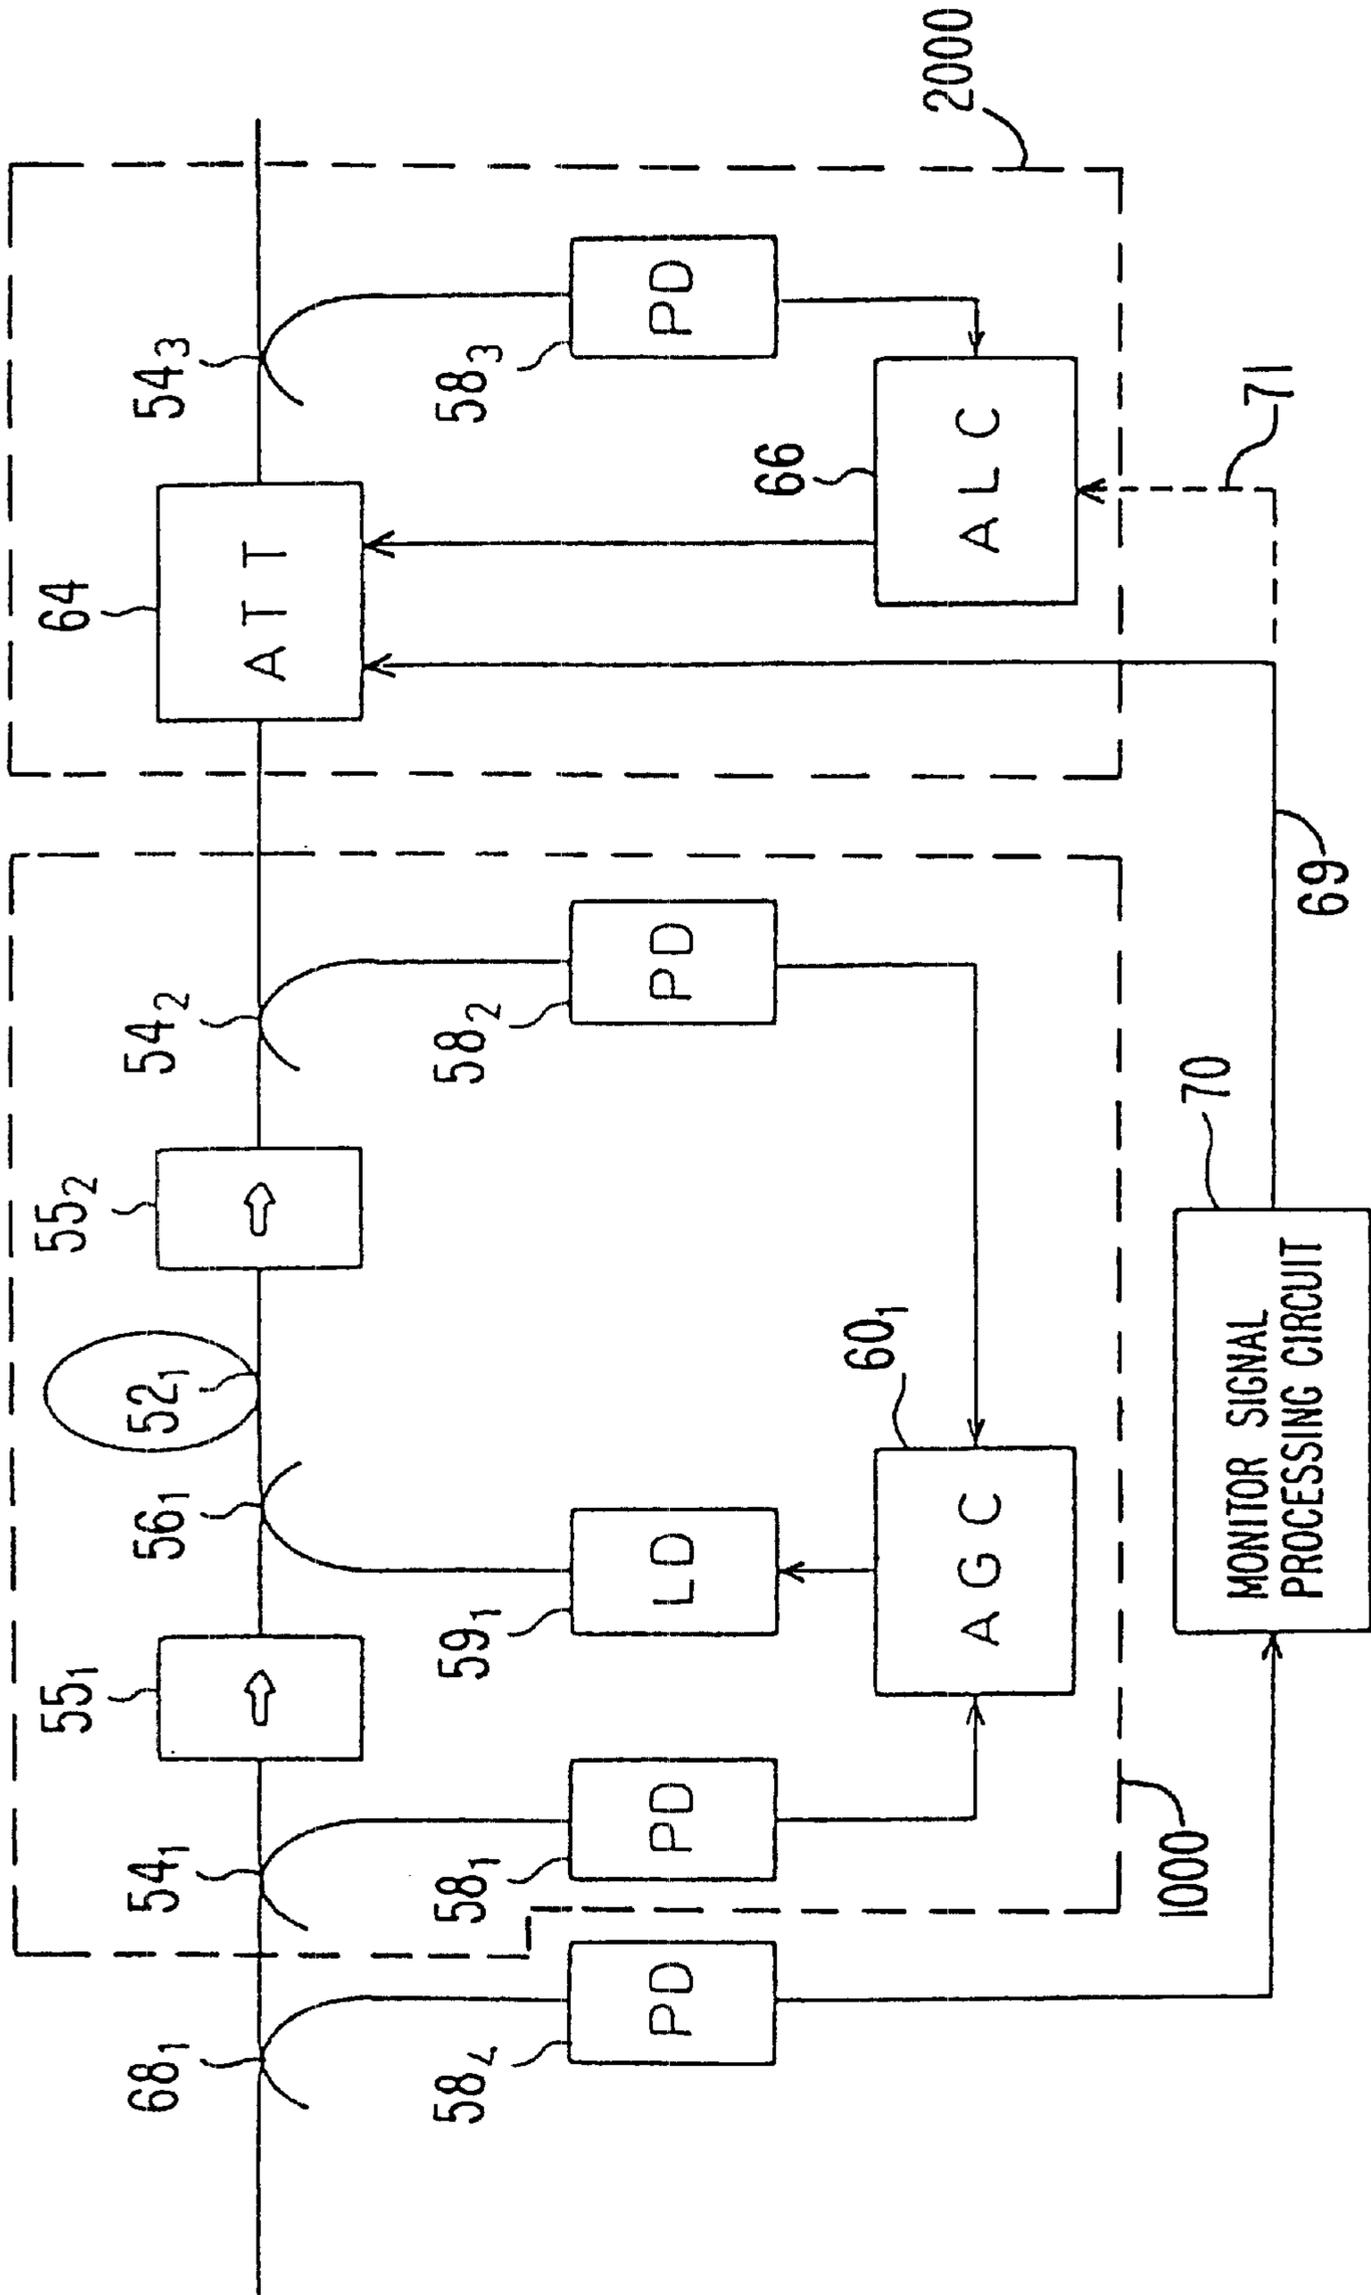 68₁
54₁
55₁
56₁
52₁
55₂
54₂
64
ATT
54₃
58₄
PD
58₁
PD
59₁
LD
58₂
PD
58₃
PD
60₁
AGC
66
ALC
1000
2000
70
MONITOR SIGNAL
PROCESSING CIRCUIT
69
71